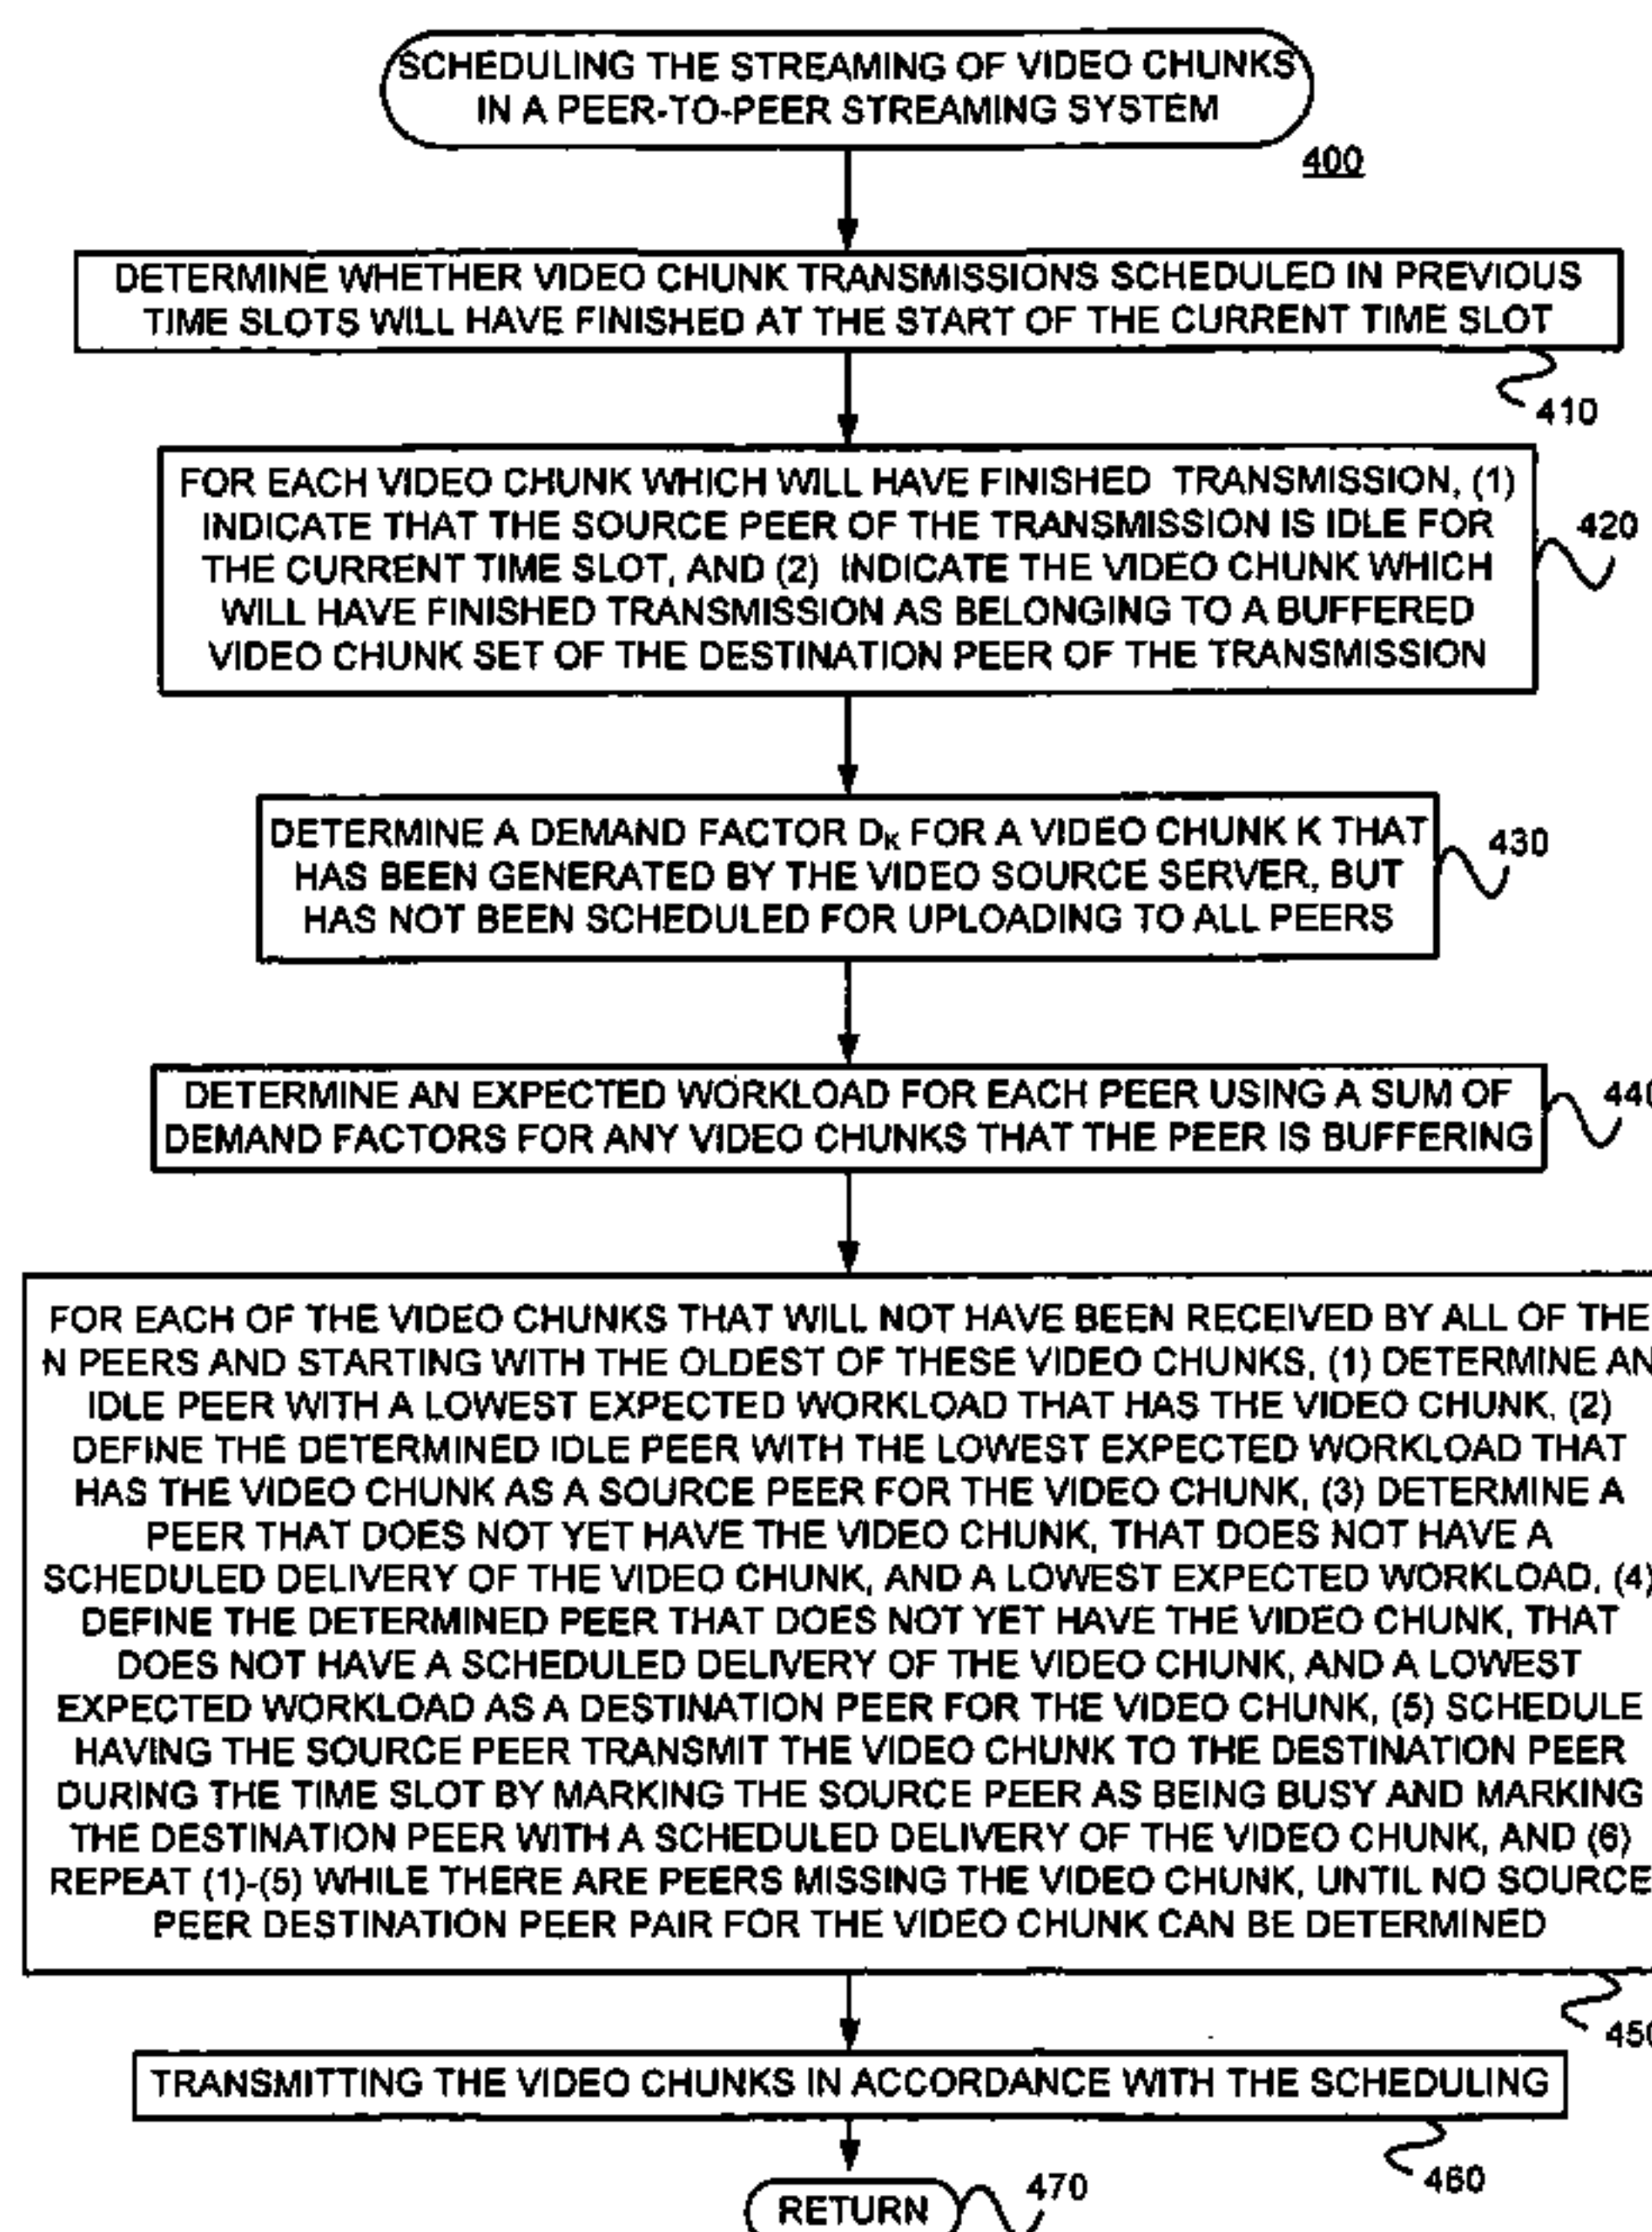 SCHEDULING THE STREAMING OF VIDEO CHUNKS
IN A PEER-TO-PEER STREAMING SYSTEM
400
DETERMINE WHETHER VIDEO CHUNK TRANSMISSIONS SCHEDULED IN PREVIOUS
TIME SLOTS WILL HAVE FINISHED AT THE START OF THE CURRENT TIME SLOT
410
FOR EACH VIDEO CHUNK WHICH WILL HAVE FINISHED TRANSMISSION, (1)
INDICATE THAT THE SOURCE PEER OF THE TRANSMISSION IS IDLE FOR
THE CURRENT TIME SLOT, AND (2) INDICATE THE VIDEO CHUNK WHICH
WILL HAVE FINISHED TRANSMISSION AS BELONGING TO A BUFFERED
VIDEO CHUNK SET OF THE DESTINATION PEER OF THE TRANSMISSION
420
DETERMINE A DEMAND FACTOR DK FOR A VIDEO CHUNK K THAT
HAS BEEN GENERATED BY THE VIDEO SOURCE SERVER, BUT
HAS NOT BEEN SCHEDULED FOR UPLOADING TO ALL PEERS
430
DETERMINE AN EXPECTED WORKLOAD FOR EACH PEER USING A SUM OF
DEMAND FACTORS FOR ANY VIDEO CHUNKS THAT THE PEER IS BUFFERING
440
FOR EACH OF THE VIDEO CHUNKS THAT WILL NOT HAVE BEEN RECEIVED BY ALL OF THE
N PEERS AND STARTING WITH THE OLDEST OF THESE VIDEO CHUNKS, (1) DETERMINE AN
IDLE PEER WITH A LOWEST EXPECTED WORKLOAD THAT HAS THE VIDEO CHUNK, (2)
DEFINE THE DETERMINED IDLE PEER WITH THE LOWEST EXPECTED WORKLOAD THAT
HAS THE VIDEO CHUNK AS A SOURCE PEER FOR THE VIDEO CHUNK, (3) DETERMINE A
PEER THAT DOES NOT YET HAVE THE VIDEO CHUNK, THAT DOES NOT HAVE A
SCHEDULED DELIVERY OF THE VIDEO CHUNK, AND A LOWEST EXPECTED WORKLOAD, (4)
DEFINE THE DETERMINED PEER THAT DOES NOT YET HAVE THE VIDEO CHUNK, THAT
DOES NOT HAVE A SCHEDULED DELIVERY OF THE VIDEO CHUNK, AND A LOWEST
EXPECTED WORKLOAD AS A DESTINATION PEER FOR THE VIDEO CHUNK, (5) SCHEDULE
HAVING THE SOURCE PEER TRANSMIT THE VIDEO CHUNK TO THE DESTINATION PEER
DURING THE TIME SLOT BY MARKING THE SOURCE PEER AS BEING BUSY AND MARKING
THE DESTINATION PEER WITH A SCHEDULED DELIVERY OF THE VIDEO CHUNK, AND (6)
REPEAT (1)-(5) WHILE THERE ARE PEERS MISSING THE VIDEO CHUNK, UNTIL NO SOURCE
PEER DESTINATION PEER PAIR FOR THE VIDEO CHUNK CAN BE DETERMINED
450
TRANSMITTING THE VIDEO CHUNKS IN ACCORDANCE WITH THE SCHEDULING
460
RETURN
470